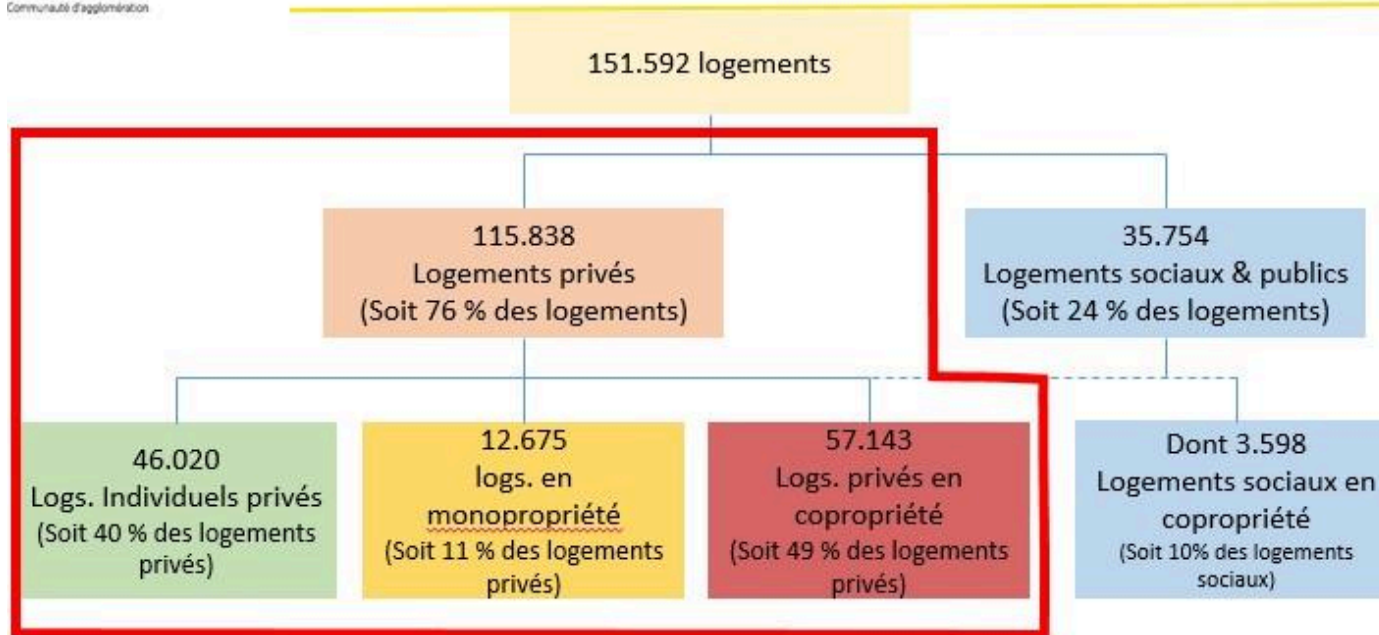 Communauté d'agglomération
151.592 logements
115.838
Logements privés
(Soit 76 % des logements)
35.754
Logements sociaux & publics
(Soit 24 % des logements)
46.020
Logs. Individuels privés
(Soit 40 % des logements
privés)
12.675
logs. en
monopropriété
(Soit 11 % des logements
privés)
57.143
Logs. privés en
copropriété
(Soit 49 % des logements
privés)
Dont 3.598
Logements sociaux en
copropriété
(Soit 10% des logements
sociaux)